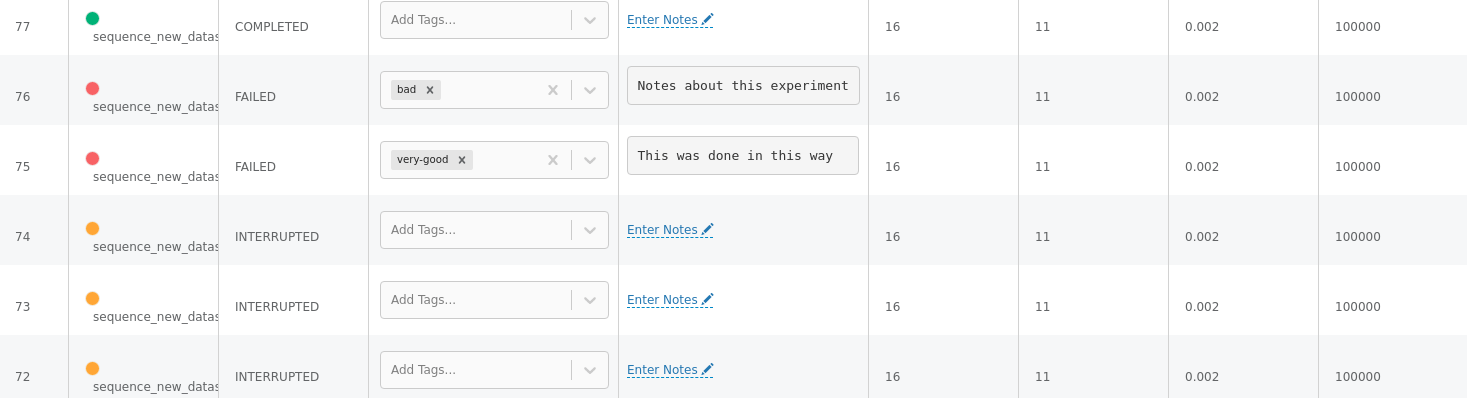 77 sequence_new_datas COMPLETED Add Tags... Enter Notes 16 11 0.002 100000
76 sequence_new_datas FAILED bad x Notes about this experiment 16 11 0.002 100000
75 sequence_new_datas FAILED very-good x This was done in this way 16 11 0.002 100000
74 sequence_new_datas INTERRUPTED Add Tags... Enter Notes 16 11 0.002 100000
73 sequence_new_datas INTERRUPTED Add Tags... Enter Notes 16 11 0.002 100000
72 sequence_new_datas INTERRUPTED Add Tags... Enter Notes 16 11 0.002 100000